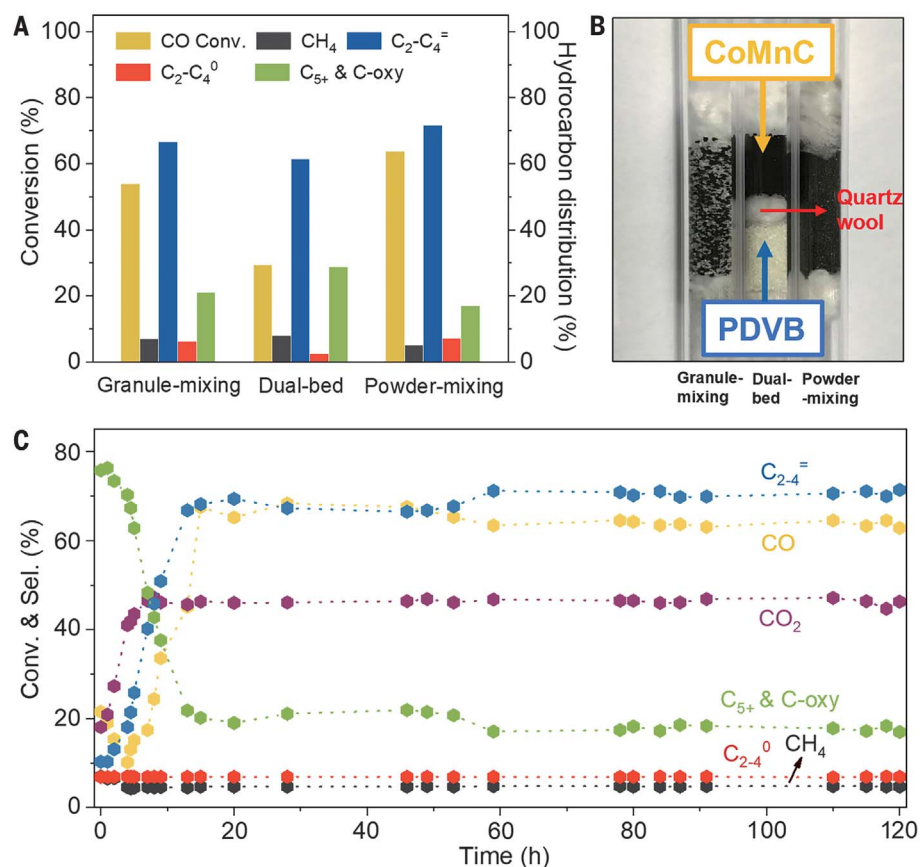 A
CO Conv.
CH₄
C₂-C₄⁼
C₂-C₄⁰
C₅₊ & C-oxy
Conversion (%)
100
80
60
40
20
0
100
80
60
40
20
0
Hydrocarbon distribution (%)
Granule-mixing
Dual-bed
Powder-mixing
B
CoMnC
Quartz
wool
PDVB
Granule-
mixing
Dual-
bed
Powder
-mixing
C
Conv. & Sel. (%)
80
60
40
20
0
C₂₋₄⁼
CO
CO₂
C₅₊ & C-oxy
C₂₋₄⁰
CH₄
0
20
40
60
80
100
120
Time (h)